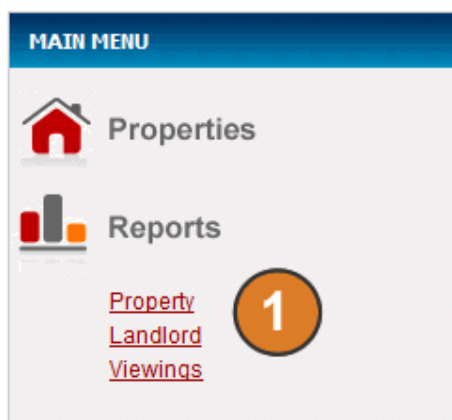 MAIN MENU
Properties
Reports
Property
1
Landlord
Viewings